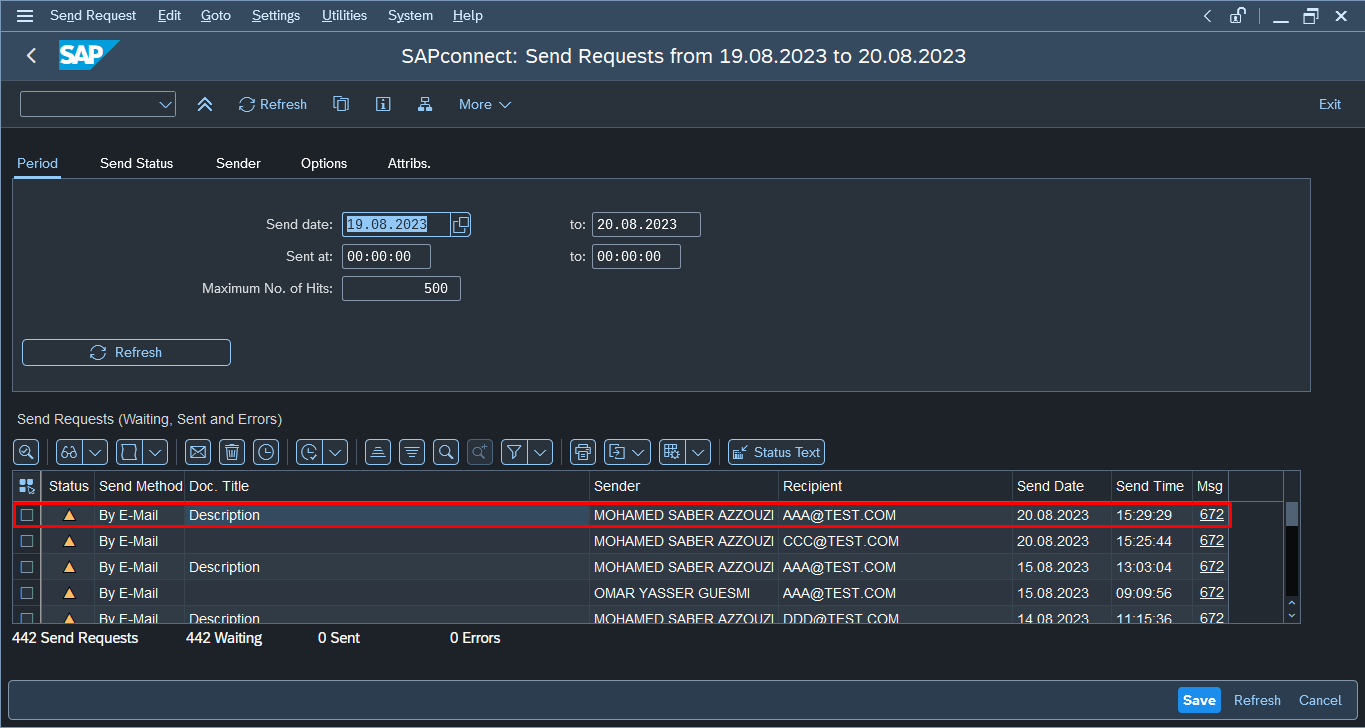 Send Request Edit Goto Settings Utilities System Help
SAP SAPconnect: Send Requests from 19.08.2023 to 20.08.2023
Refresh More Exit
Period Send Status Sender Options Attribs.
Send date: 19.08.2023 to: 20.08.2023
Sent at: 00:00:00 to: 00:00:00
Maximum No. of Hits: 500
Refresh
Send Requests (Waiting, Sent and Errors)
Status Text
Status Send Method Doc. Title Sender Recipient Send Date Send Time Msg
By E-Mail Description MOHAMED SABER AZZOUZI AAA@TEST.COM 20.08.2023 15:29:29 672
By E-Mail MOHAMED SABER AZZOUZI CCC@TEST.COM 20.08.2023 15:25:44 672
By E-Mail Description MOHAMED SABER AZZOUZI AAA@TEST.COM 15.08.2023 13:03:04 672
By E-Mail OMAR YASSER GUESMI AAA@TEST.COM 15.08.2023 09:09:56 672
By E-Mail Description MOHAMED SABER AZZOUZI DDD@TEST.COM 14.08.2023 11:15:36 672
442 Send Requests 442 Waiting 0 Sent 0 Errors
Save Refresh Cancel